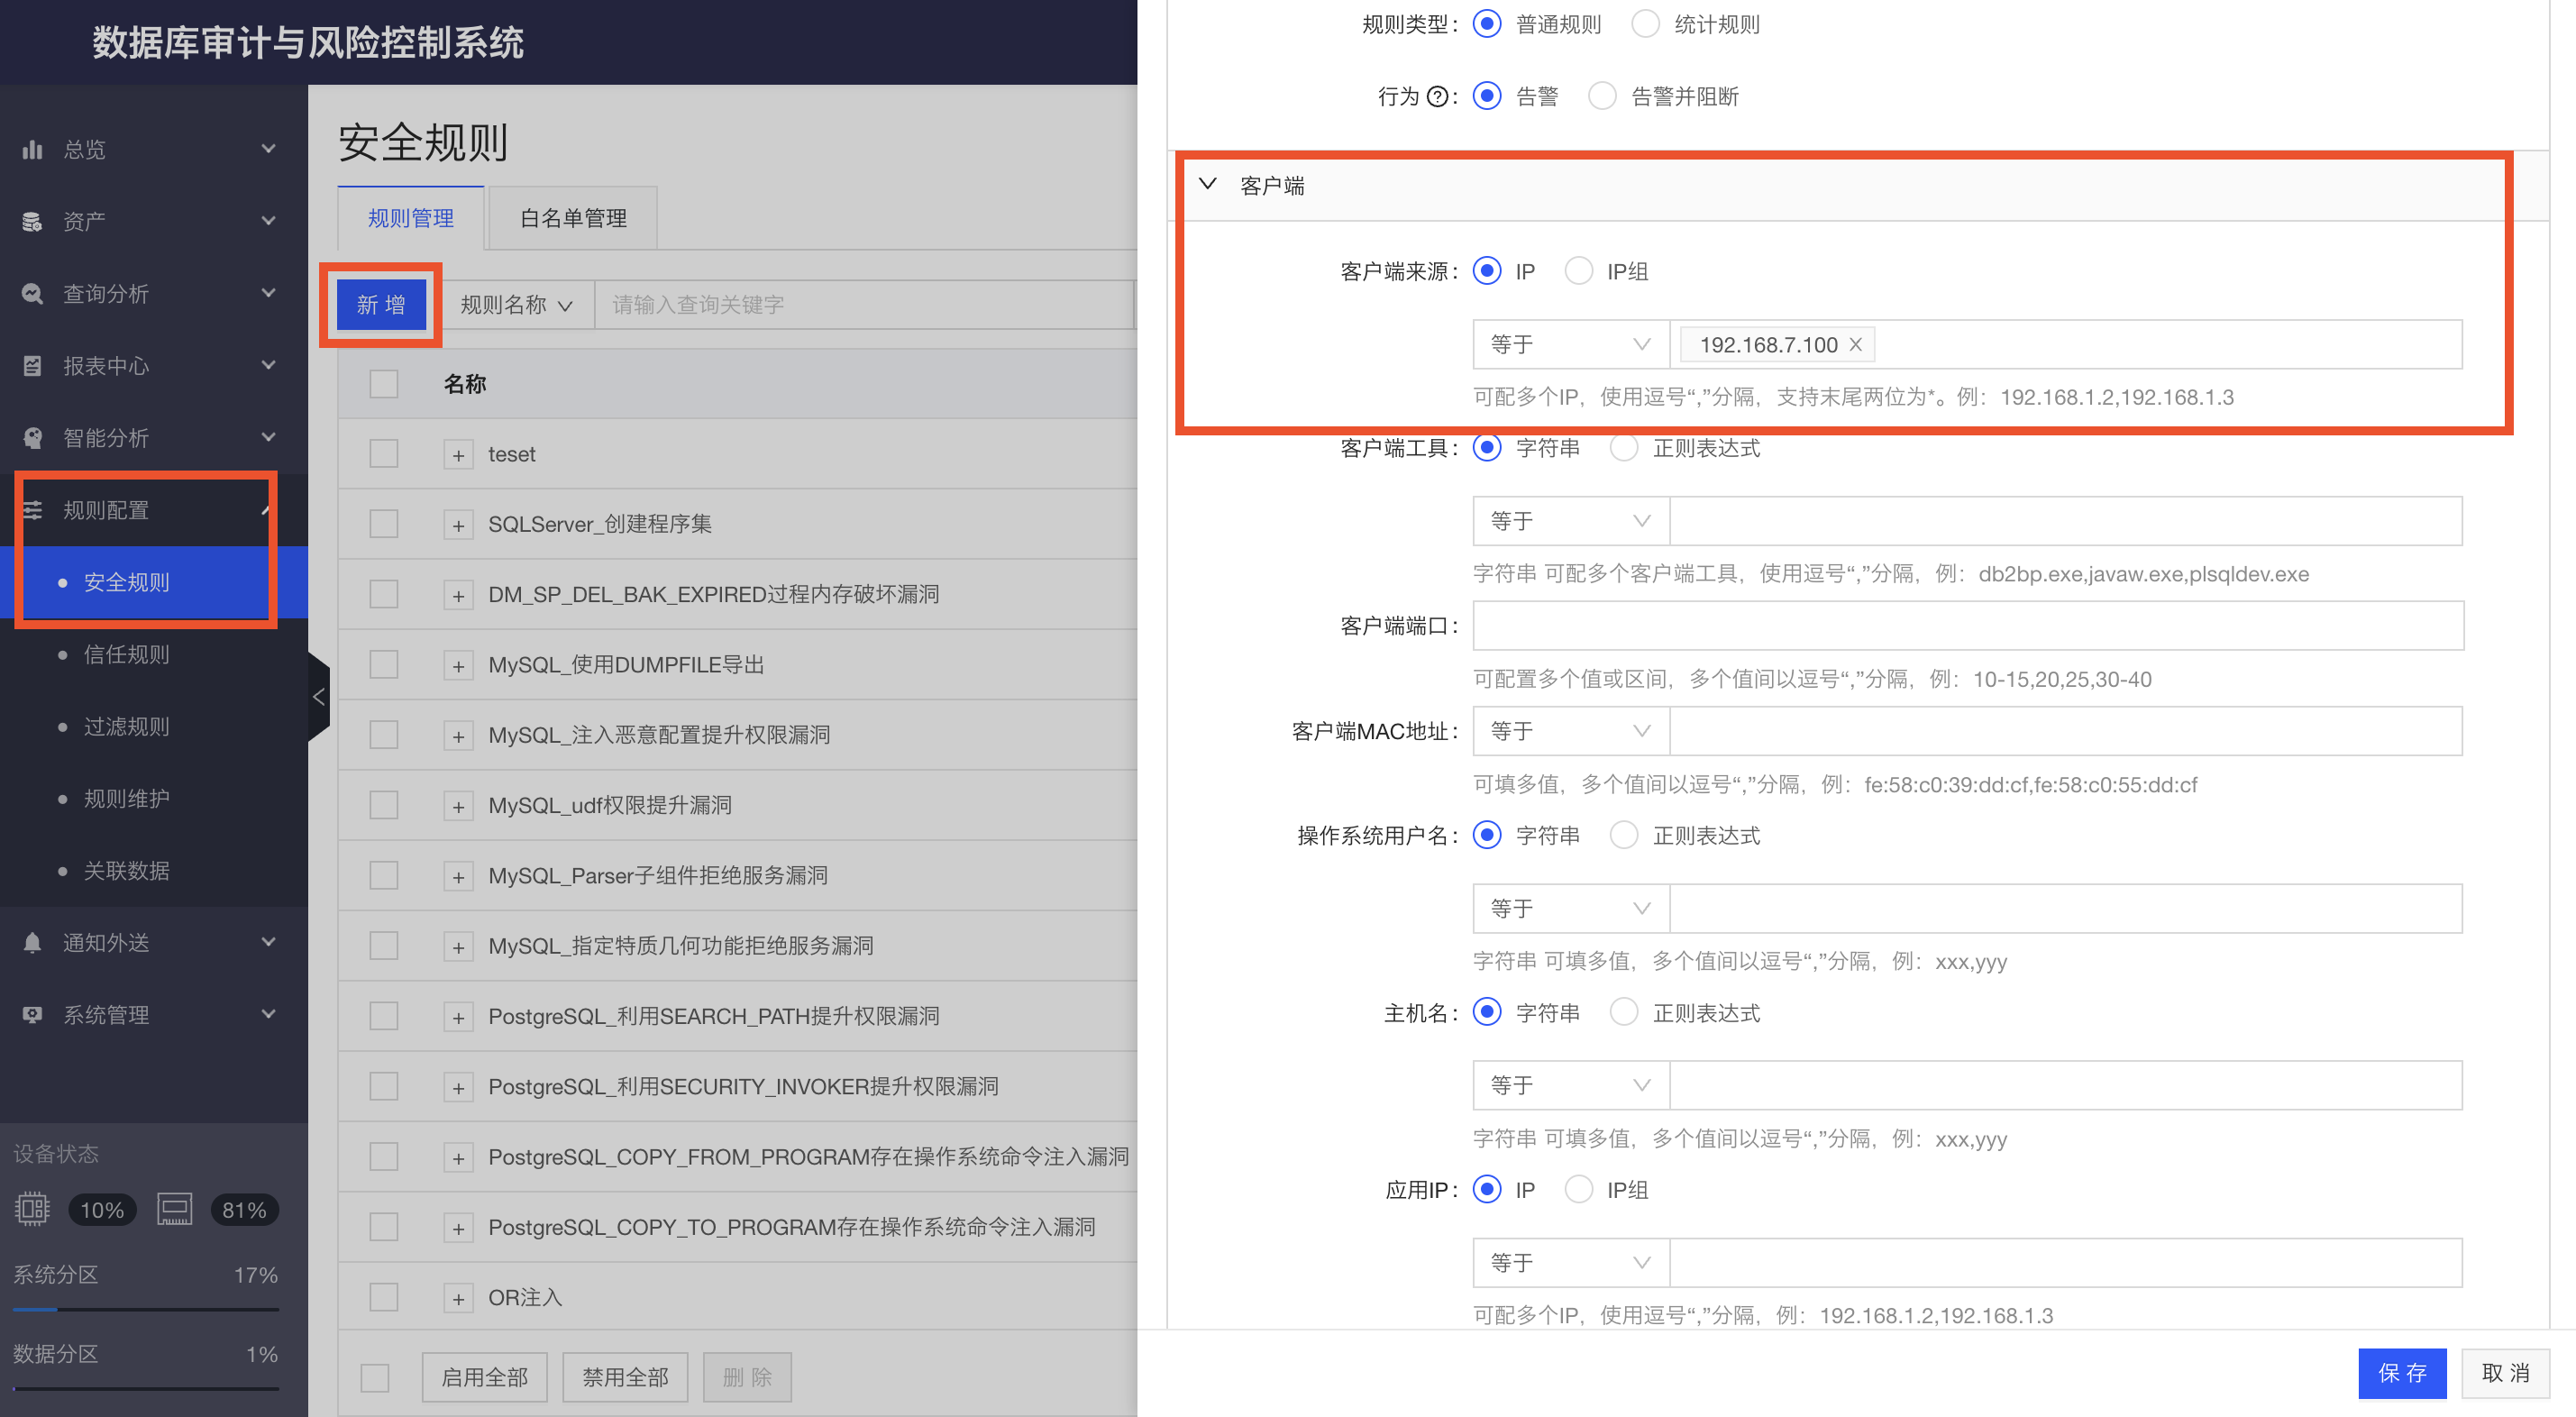 数据库审计与风险控制系统
总览
资产
查询分析
报表中心
智能分析
规则配置
安全规则
信任规则
过滤规则
规则维护
关联数据
通知外送
系统管理
设备状态
10% 81%
系统分区 17%
数据分区 1%
安全规则
规则管理 白名单管理
新 增 规则名称 请输入查询关键字
名称
+ teset
+ SQLServer_创建程序集
+ DM_SP_DEL_BAK_EXPIRED过程内存破坏漏洞
+ MySQL_使用DUMPFILE导出
+ MySQL_注入恶意配置提升权限漏洞
+ MySQL_udf权限提升漏洞
+ MySQL_Parser子组件拒绝服务漏洞
+ MySQL_指定特质几何功能拒绝服务漏洞
+ PostgreSQL_利用SEARCH_PATH提升权限漏洞
+ PostgreSQL_利用SECURITY_INVOKER提升权限漏洞
+ PostgreSQL_COPY_FROM_PROGRAM存在操作系统命令注入漏洞
+ PostgreSQL_COPY_TO_PROGRAM存在操作系统命令注入漏洞
+ OR注入
启用全部 禁用全部 删 除
规则类型： 普通规则 统计规则
行为?： 告警 告警并阻断
客户端
客户端来源： IP IP组
等于 192.168.7.100 ×
可配多个IP，使用逗号“,”分隔，支持末尾两位为*。例：192.168.1.2,192.168.1.3
客户端工具： 字符串 正则表达式
等于
字符串 可配多个客户端工具，使用逗号“,”分隔，例：db2bp.exe,javaw.exe,plsqldev.exe
客户端端口：
可配置多个值或区间，多个值间以逗号“,”分隔，例：10-15,20,25,30-40
客户端MAC地址： 等于
可填多值，多个值间以逗号“,”分隔，例：fe:58:c0:39:dd:cf,fe:58:c0:55:dd:cf
操作系统用户名： 字符串 正则表达式
等于
字符串 可填多值，多个值间以逗号“,”分隔，例：xxx,yyy
主机名： 字符串 正则表达式
等于
字符串 可填多值，多个值间以逗号“,”分隔，例：xxx,yyy
应用IP： IP IP组
等于
可配多个IP，使用逗号“,”分隔，例：192.168.1.2,192.168.1.3
保 存 取 消